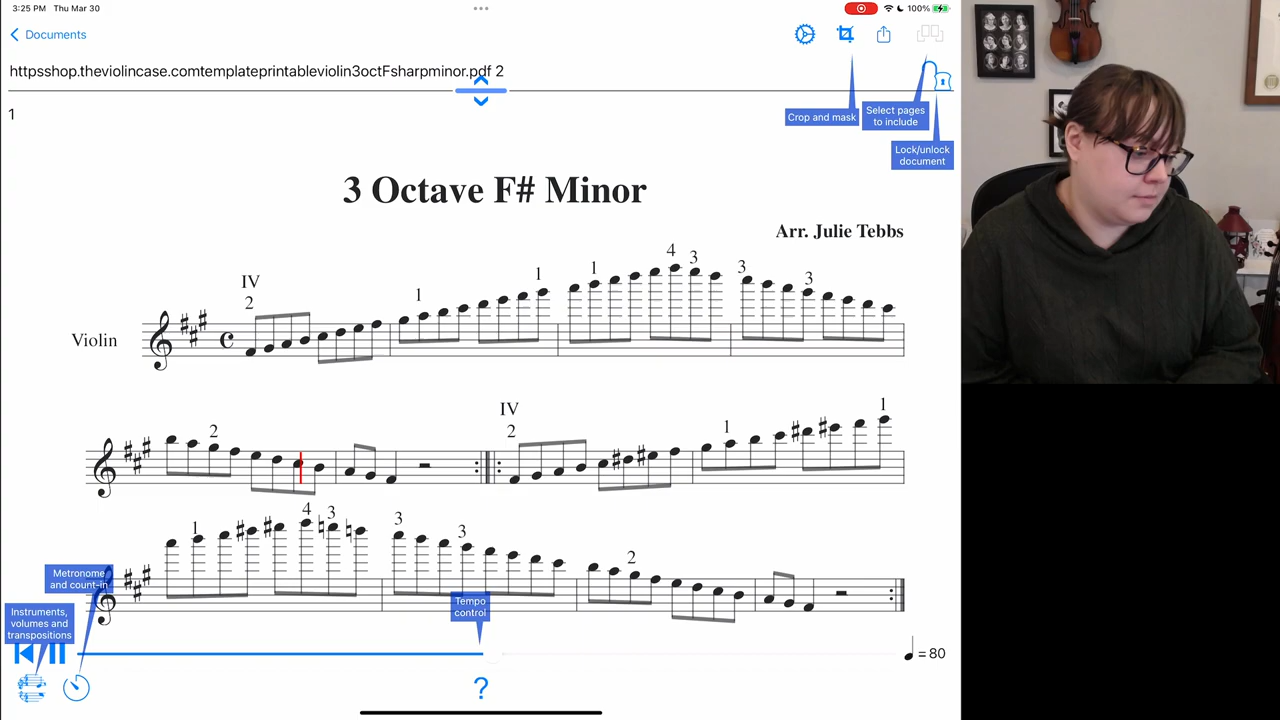 3:25 PM Thu Mar 30
100%
Documents
httpsshop.theviolincase.comtemplateprintableviolin3octFsharpminor.pdf 2
Crop and mask
Select pages
to include
Lock/unlock
document
1
3 Octave F# Minor
Arr. Julie Tebbs
IV
2
1
1
1
4
3
3
3
Violin
2
IV
2
1
1
1
4
3
3
3
2
Metronome
and count-in
Instruments,
volumes and
transpositions
Tempo
control
= 80
?